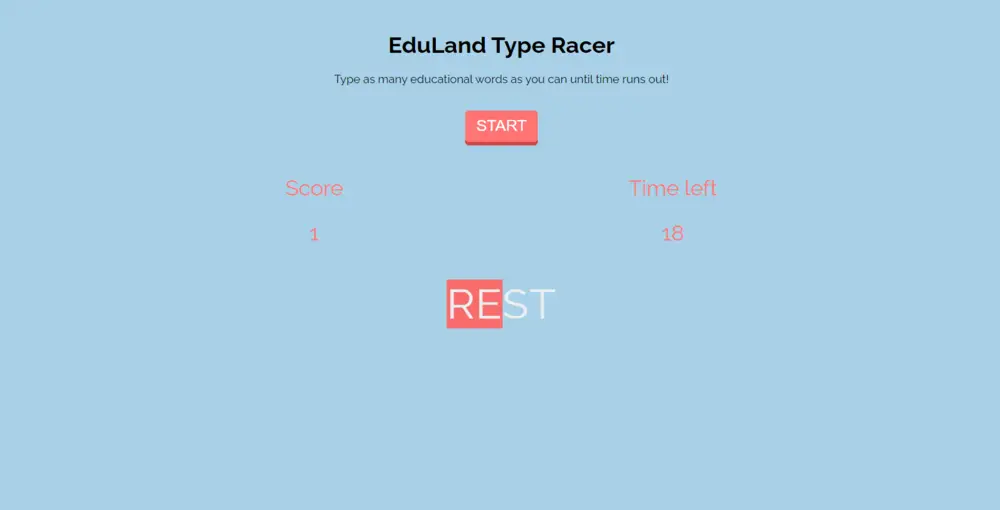 EduLand Type Racer
Type as many educational words as you can until time runs out!
START
Score
Time left
1
18
REST